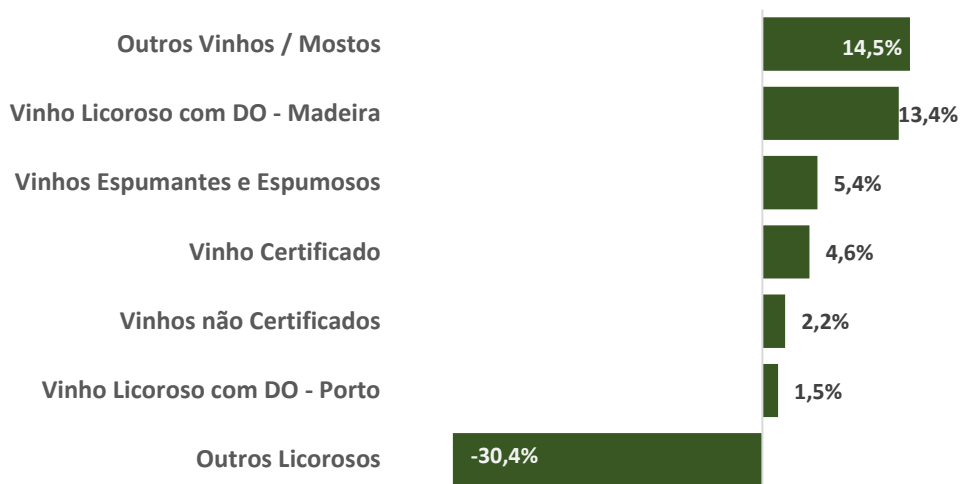 Outros Vinhos / Mostos 14,5%
Vinho Licoroso com DO - Madeira 13,4%
Vinhos Espumantes e Espumosos 5,4%
Vinho Certificado 4,6%
Vinhos não Certificados 2,2%
Vinho Licoroso com DO - Porto 1,5%
Outros Licorosos -30,4%